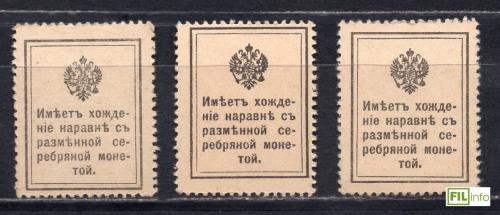 Имѣетъ хожде-
ніе наравнѣ съ
размѣнной се-
ребряной моне-
той.
Имѣетъ хожде-
ніе наравнѣ съ
размѣнной се-
ребряной моне-
той.
Имѣетъ хожде-
ніе наравнѣ съ
размѣнной се-
ребряной моне-
той.
FILinfo